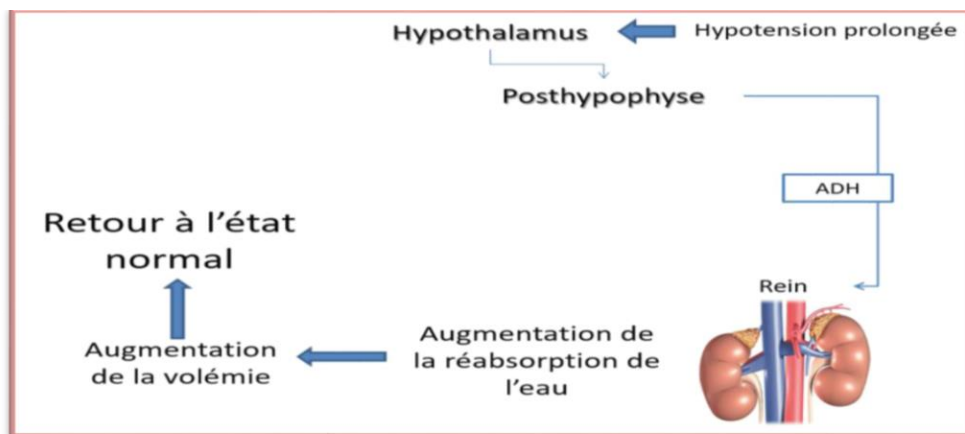 Hypothalamus
Hypotension prolongée
Posthypophyse
ADH
Rein
Augmentation de
la réabsorption de
l'eau
Augmentation
de la volémie
Retour à l'état
normal